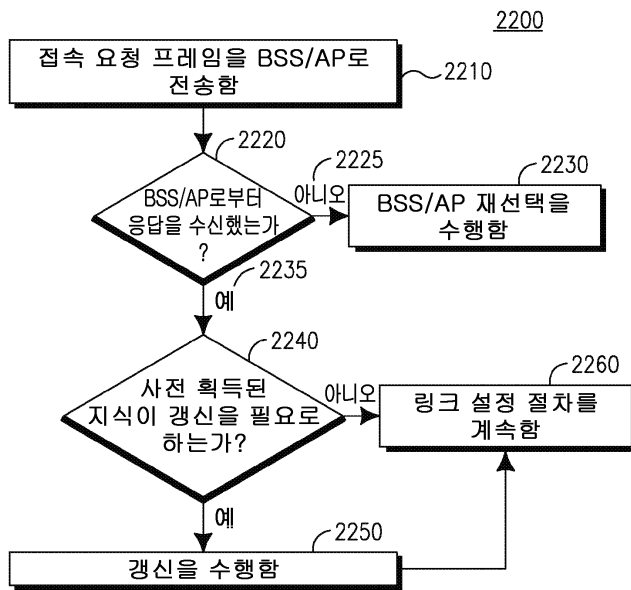 2200
접속 요청 프레임을 BSS/AP로
전송함
2210
2220
2225
BSS/AP로부터
응답을 수신했는가
?
아니오
2230
BSS/AP 재선택을
수행함
2235
예
2240
사전 획득된
지식이 갱신을 필요로
하는가?
아니오
2260
링크 설정 절차를
계속함
예
2250
갱신을 수행함